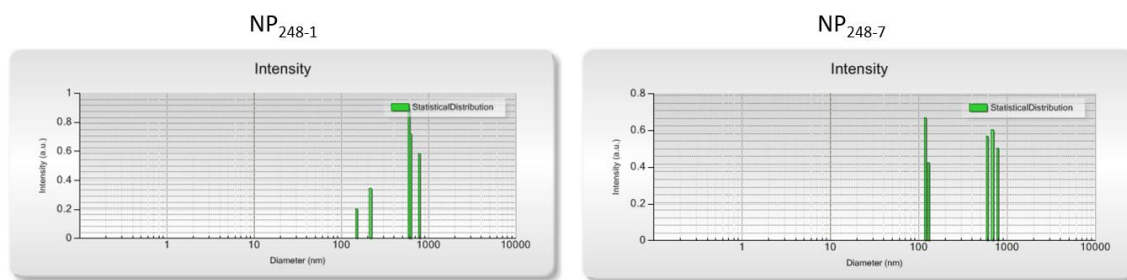 NP248-1
Intensity
StatisticalDistribution
Intensity (a.u.)
1
0.8
0.6
0.4
0.2
0
1 10 100 1000 10000
Diameter (nm)
NP248-7
Intensity
StatisticalDistribution
Intensity (a.u.)
0.8
0.6
0.4
0.2
0
1 10 100 1000 10000
Diameter (nm)